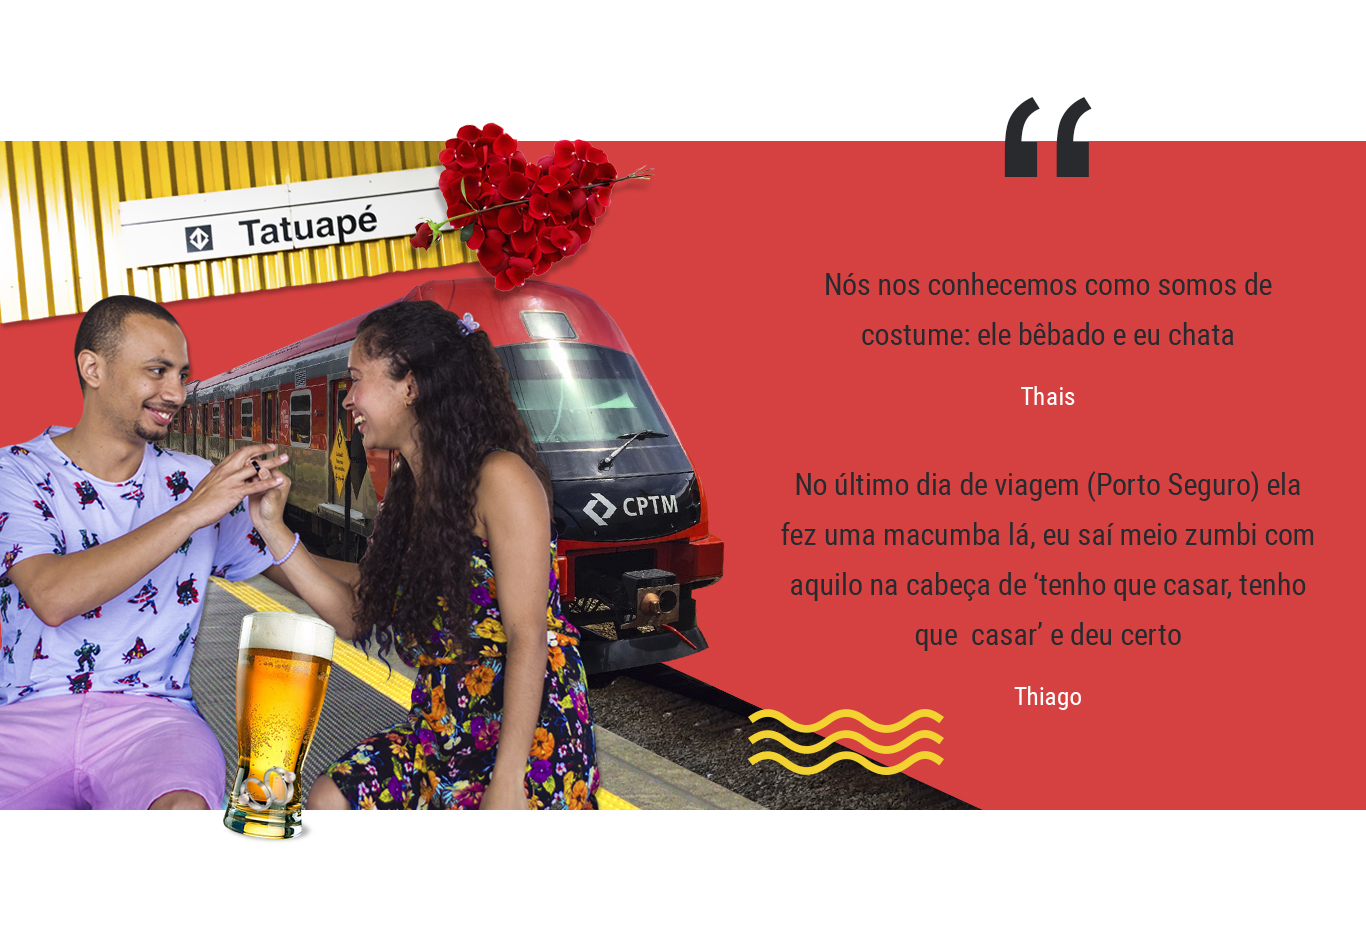 “
Tatuapé
Nós nos conhecemos como somos de
costume: ele bêbado e eu chata
Thais
CPTM
No último dia de viagem (Porto Seguro) ela
fez uma macumba lá, eu saí meio zumbi com
aquilo na cabeça de ‘tenho que casar, tenho
que  casar’ e deu certo
Thiago